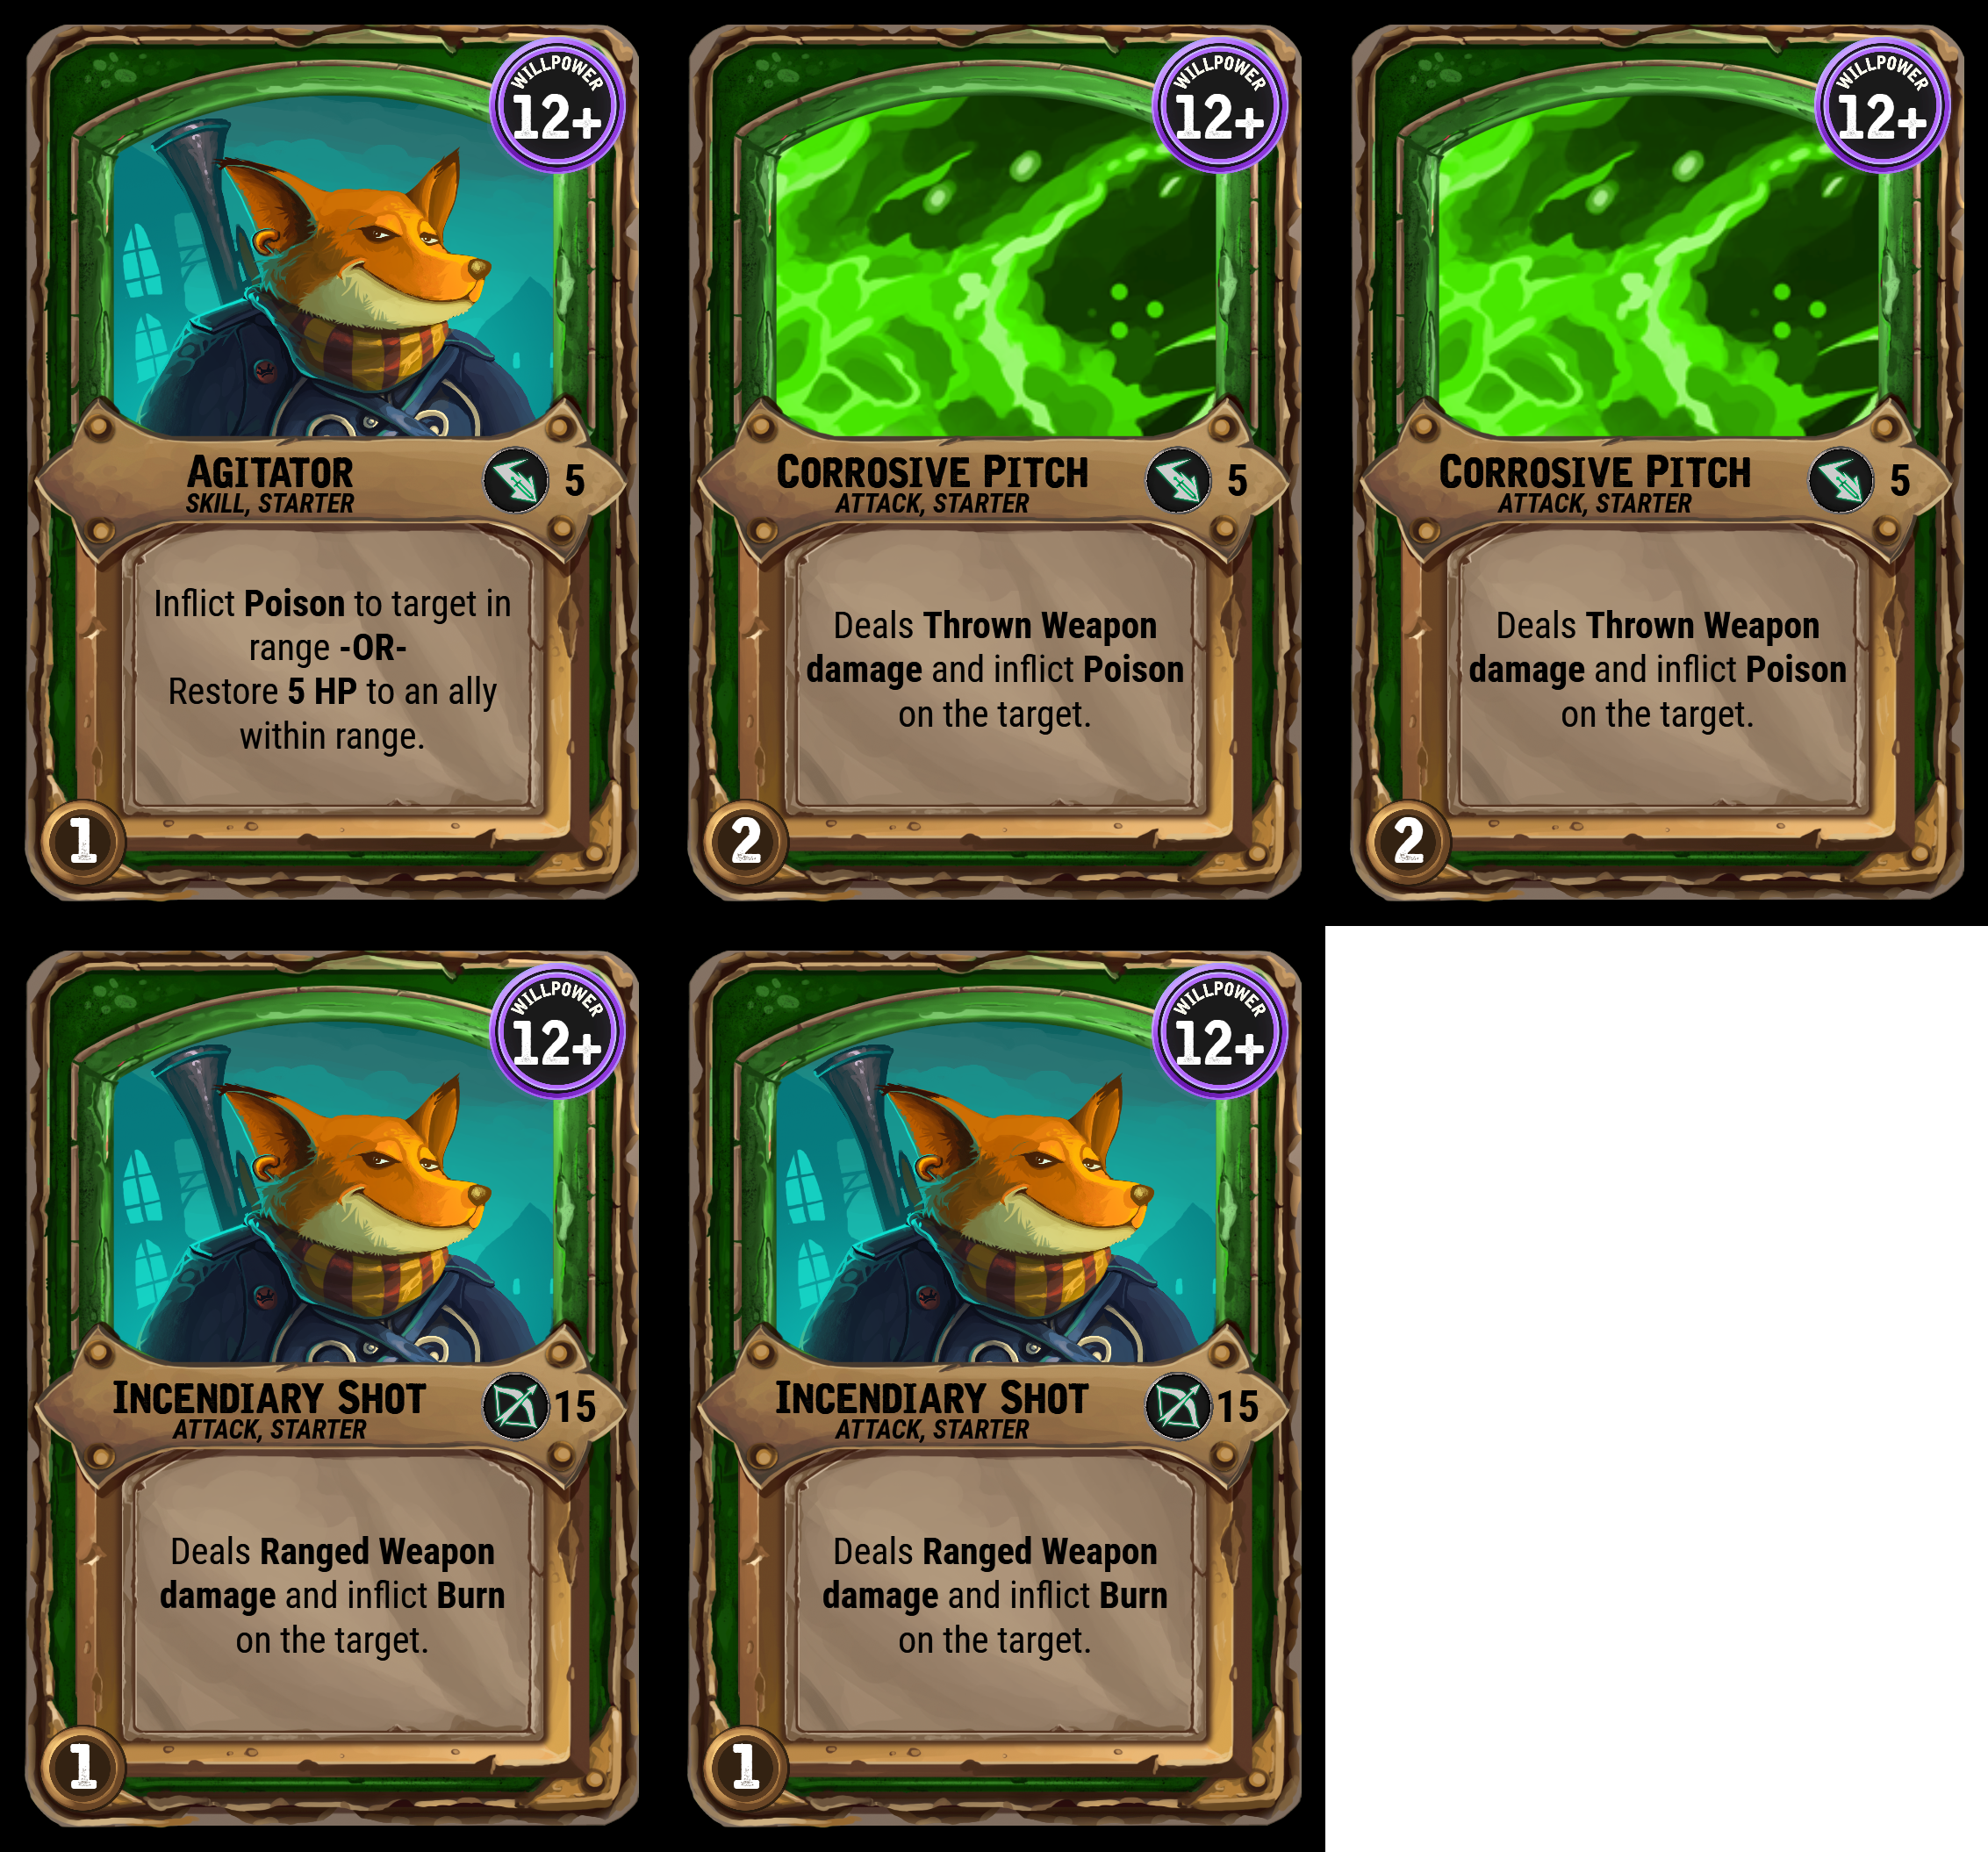 WILLPOWER
12+
AGITATOR
SKILL, STARTER
5
Inflict Poison to target in
range -OR-
Restore 5 HP to an ally
within range.
1
WILLPOWER
12+
CORROSIVE PITCH
ATTACK, STARTER
5
Deals Thrown Weapon
damage and inflict Poison
on the target.
2
WILLPOWER
12+
CORROSIVE PITCH
ATTACK, STARTER
5
Deals Thrown Weapon
damage and inflict Poison
on the target.
2
WILLPOWER
12+
INCENDIARY SHOT
ATTACK, STARTER
15
Deals Ranged Weapon
damage and inflict Burn
on the target.
1
WILLPOWER
12+
INCENDIARY SHOT
ATTACK, STARTER
15
Deals Ranged Weapon
damage and inflict Burn
on the target.
1